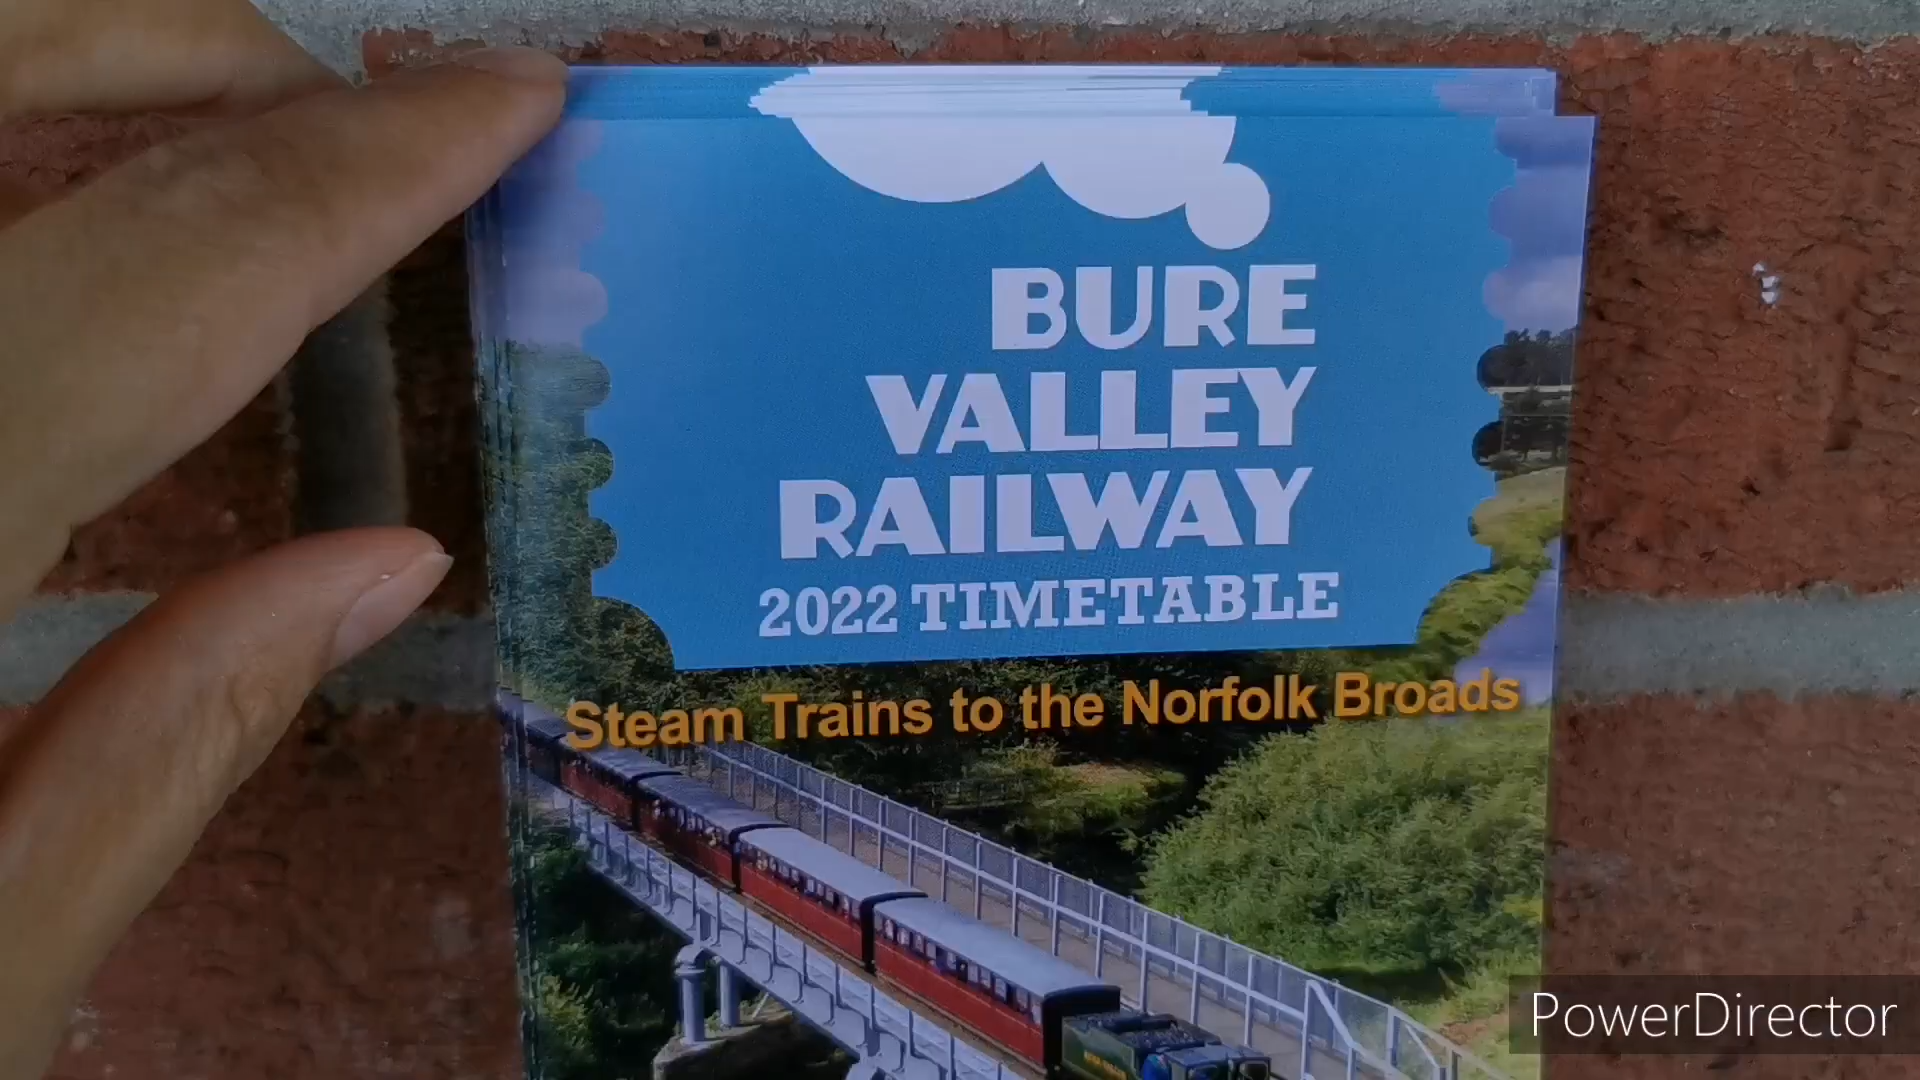 BURE
VALLEY
RAILWAY
2022 TIMETABLE
Steam Trains to the Norfolk Broads
PowerDirector